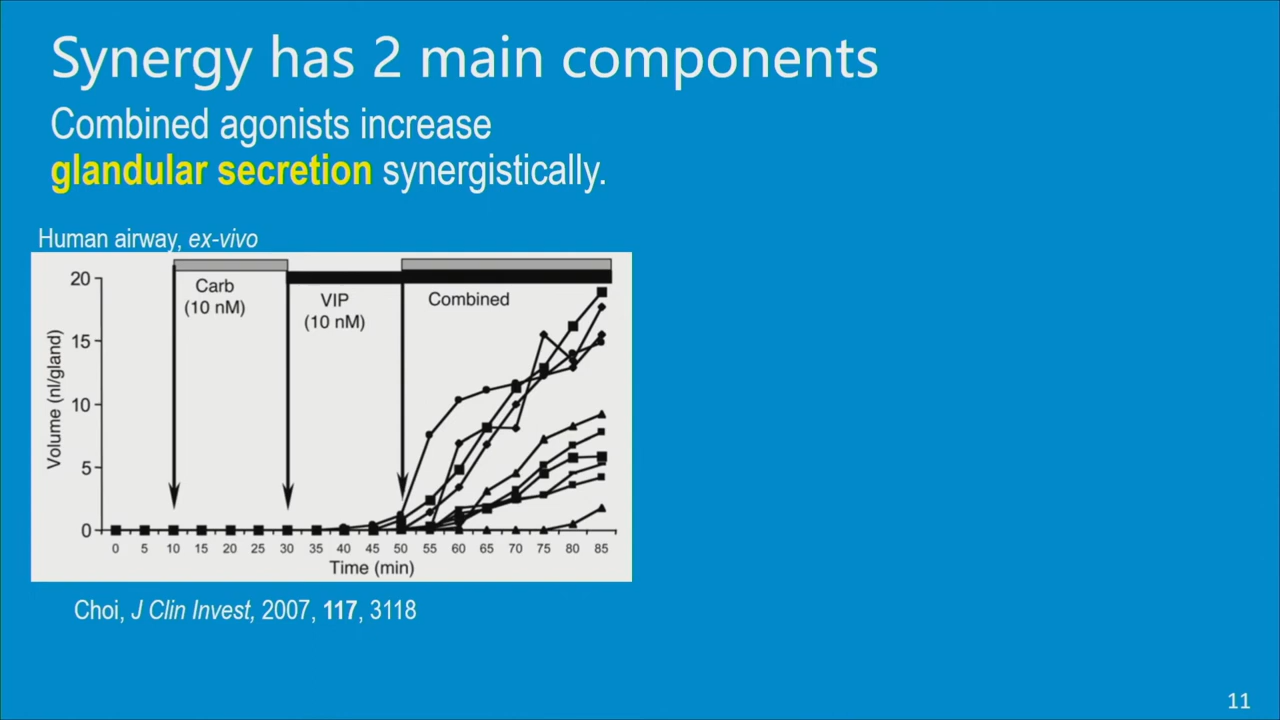 Synergy has 2 main components
Combined agonists increase
glandular secretion synergistically.
Human airway, ex-vivo
Carb
(10 nM)
VIP
(10 nM)
Combined
Volume (nl/gland)
20
15
10
5
0
0 5 10 15 20 25 30 35 40 45 50 55 60 65 70 75 80 85
Time (min)
Choi, J Clin Invest, 2007, 117, 3118
11